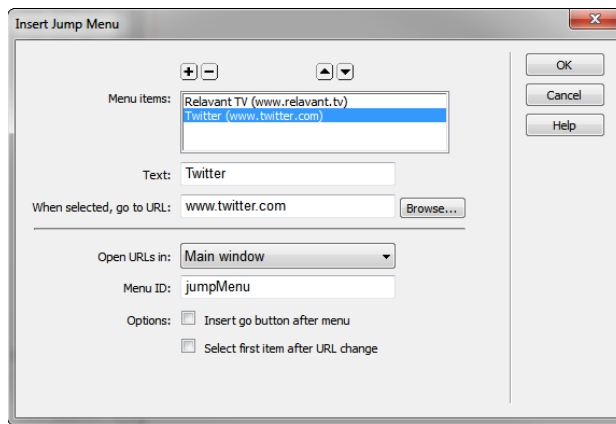 Insert Jump Menu
OK
Cancel
Help
Menu items:
Relavant TV (www.relavant.tv)
Twitter (www.twitter.com)
Text: Twitter
When selected, go to URL: www.twitter.com Browse...
Open URLs in: Main window
Menu ID: jumpMenu
Options: Insert go button after menu
Select first item after URL change